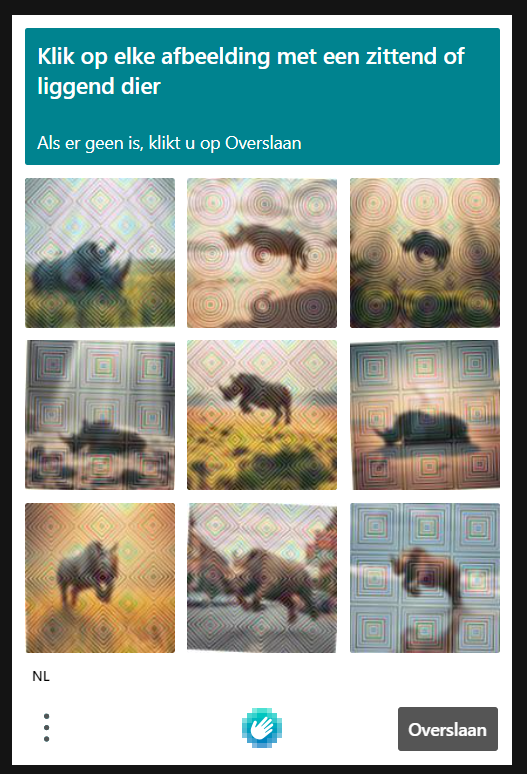 Klik op elke afbeelding met een zittend of
liggend dier
Als er geen is, klikt u op Overslaan
NL
Overslaan